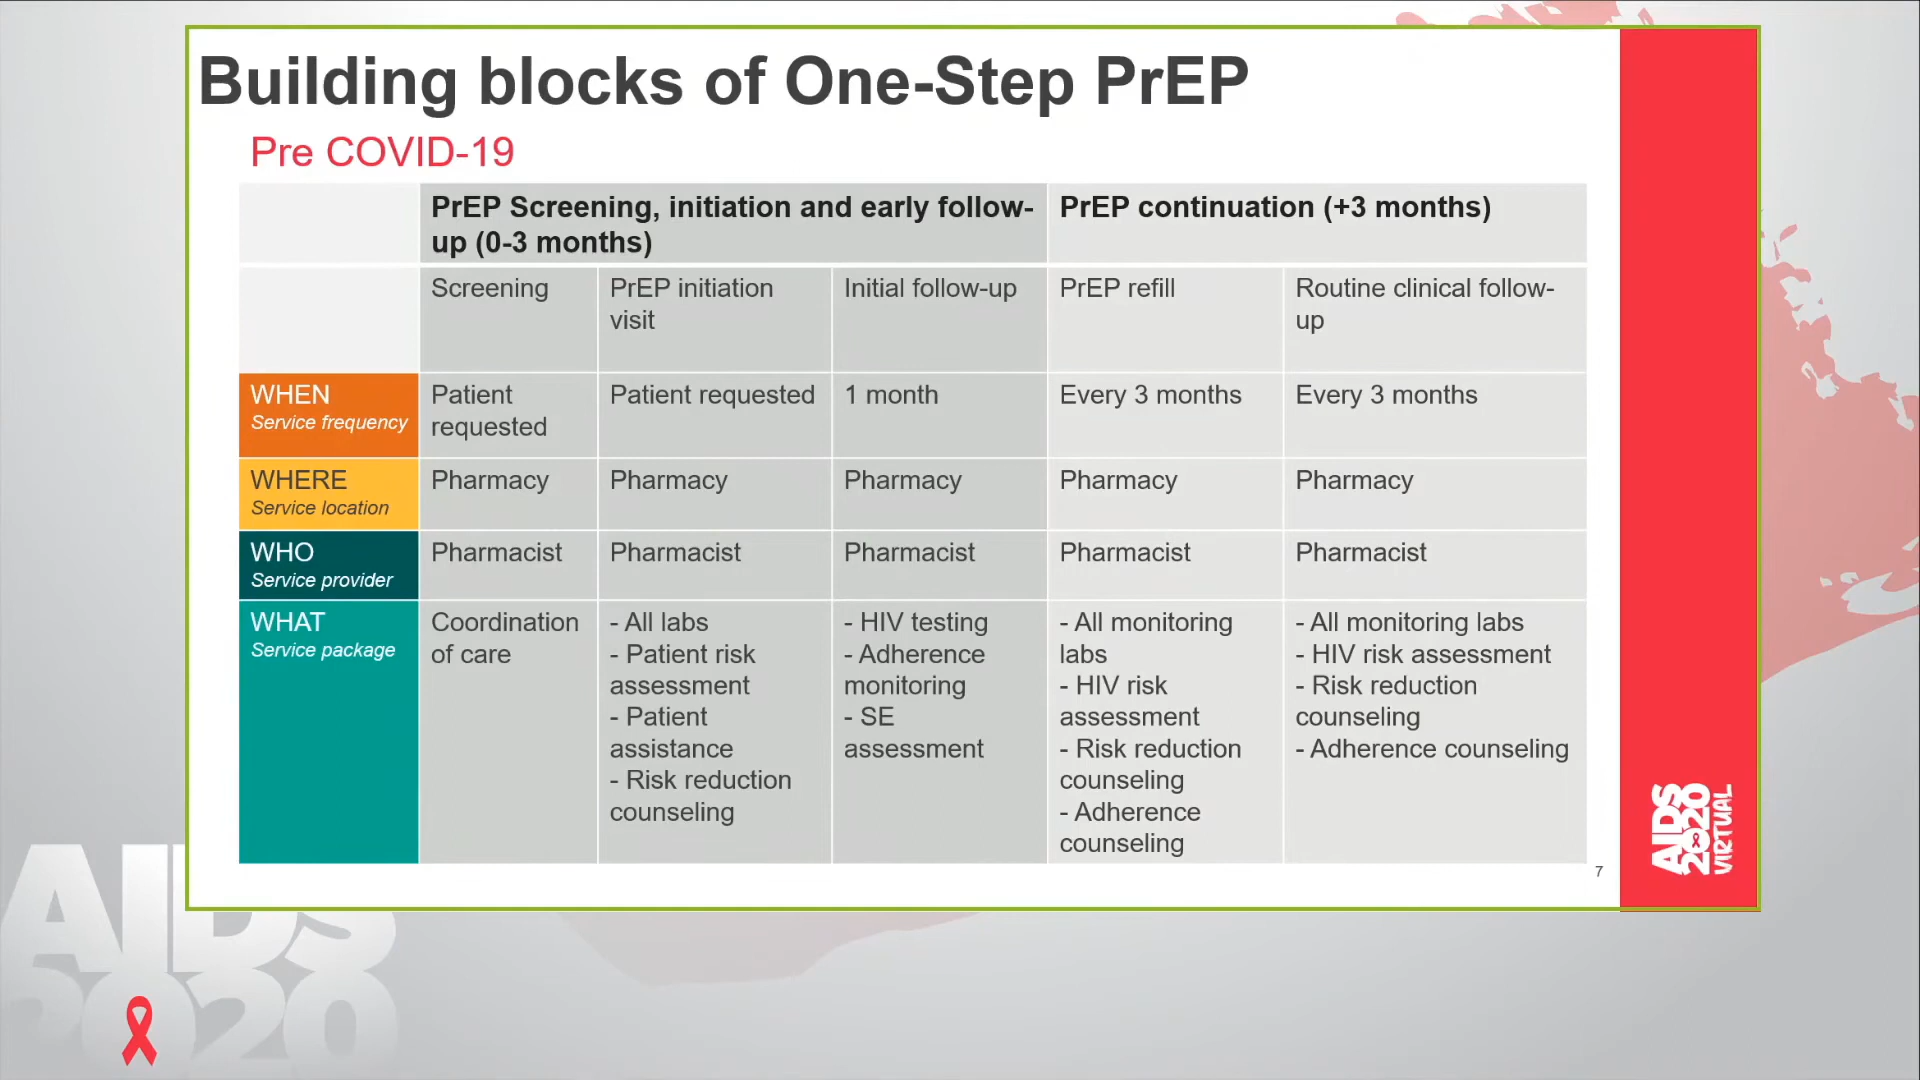 Building blocks of One-Step PrEP
Pre COVID-19
PrEP Screening, initiation and early follow-
up (0-3 months)
PrEP continuation (+3 months)
Screening
PrEP initiation
visit
Initial follow-up
PrEP refill
Routine clinical follow-
up
WHEN
Service frequency
Patient
requested
Patient requested
1 month
Every 3 months
Every 3 months
WHERE
Service location
Pharmacy
Pharmacy
Pharmacy
Pharmacy
Pharmacy
WHO
Service provider
Pharmacist
Pharmacist
Pharmacist
Pharmacist
Pharmacist
WHAT
Service package
Coordination
of care
- All labs
- Patient risk
assessment
- Patient
assistance
- Risk reduction
counseling
- HIV testing
- Adherence
monitoring
- SE
assessment
- All monitoring
labs
- HIV risk
assessment
- Risk reduction
counseling
- Adherence
counseling
- All monitoring labs
- HIV risk assessment
- Risk reduction
counseling
- Adherence counseling
7
AIDS
2020
VIRTUAL
AIDS
2020